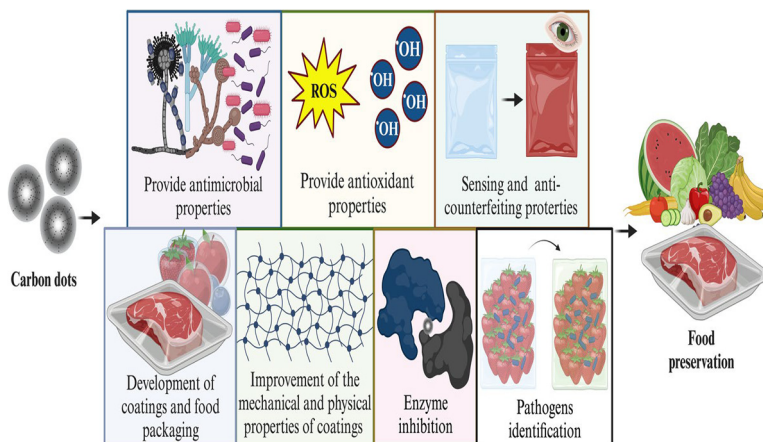 Carbon dots
Provide antimicrobial
properties
ROS
•OH
•OH
•OH
•OH
Provide antioxidant
properties
Sensing and anti-
counterfeiting proterties
Development of
coatings and food
packaging
Improvement of the
mechanical and physical
properties of coatings
Enzyme
inhibition
Pathogens
identification
Food
preservation